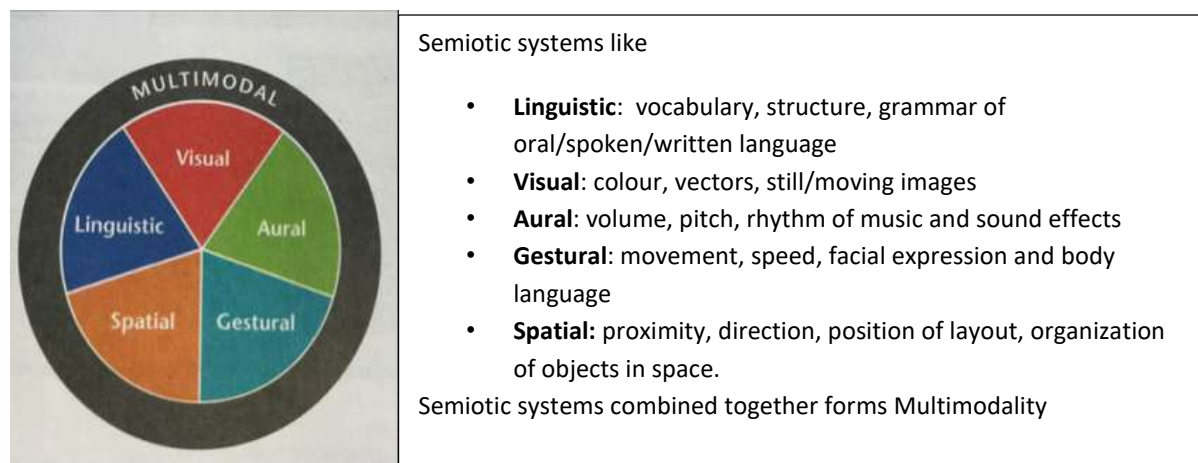 MULTIMODAL
Visual
Linguistic
Aural
Spatial
Gestural
Semiotic systems like
• Linguistic: vocabulary, structure, grammar of
oral/spoken/written language
• Visual: colour, vectors, still/moving images
• Aural: volume, pitch, rhythm of music and sound effects
• Gestural: movement, speed, facial expression and body
language
• Spatial: proximity, direction, position of layout, organization
of objects in space.
Semiotic systems combined together forms Multimodality